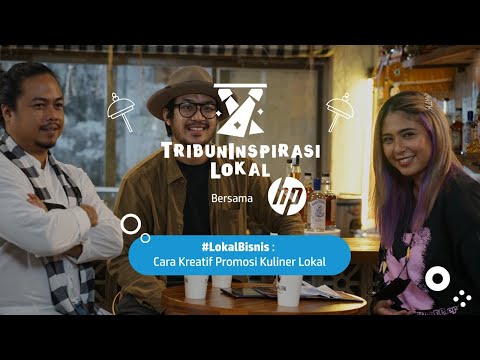 TRIBUNINSPIRASI
LOKAL
Bersama
hp
#LokalBisnis :
Cara Kreatif Promosi Kuliner Lokal